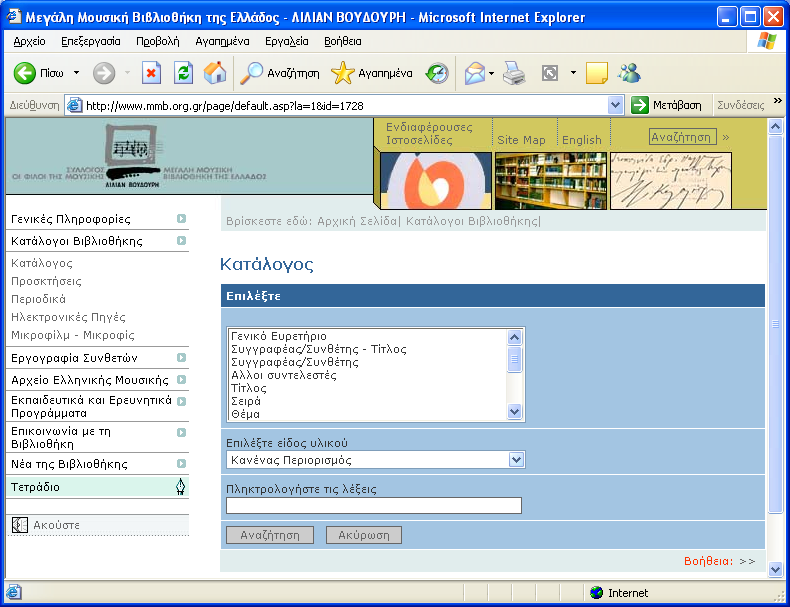 Μεγάλη Μουσική Βιβλιοθήκη της Ελλάδος - ΛΙΛΙΑΝ ΒΟΥΔΟΥΡΗ - Microsoft Internet Explorer
Αρχείο Επεξεργασία Προβολή Αγαπημένα Εργαλεία Βοήθεια
Πίσω Αναζήτηση Αγαπημένα
Διεύθυνση http://www.mmb.org.gr/page/default.asp?la=1&id=1728 Μετάβαση Συνδέσεις »
ΣΥΛΛΟΓΟΣ ΜΕΓΑΛΗ ΜΟΥΣΙΚΗ
ΟΙ ΦΙΛΟΙ ΤΗΣ ΜΟΥΣΙΚΗΣ ΒΙΒΛΙΟΘΗΚΗ ΤΗΣ ΕΛΛΑΔΟΣ
ΛΙΛΙΑΝ ΒΟΥΔΟΥΡΗ
Ενδιαφέρουσες
Ιστοσελίδες
Site Map
English
Αναζήτηση »
Γενικές Πληροφορίες
Κατάλογοι Βιβλιοθήκης
Κατάλογος
Προσκτήσεις
Περιοδικά
Ηλεκτρονικές Πηγές
Μικροφίλμ - Μικροφίς
Εργογραφία Συνθετών
Αρχείο Ελληνικής Μουσικής
Εκπαιδευτικά και Ερευνητικά
Προγράμματα
Επικοινωνία με τη
Βιβλιοθήκη
Νέα της Βιβλιοθήκης
Τετράδιο
Ακούστε
Βρίσκεστε εδώ: Αρχική Σελίδα| Κατάλογοι Βιβλιοθήκης|
Κατάλογος
Επιλέξτε
Γενικό Ευρετήριο
Συγγραφέας/Συνθέτης - Τίτλος
Συγγραφέας/Συνθέτης
Αλλοι συντελεστές
Τίτλος
Σειρά
Θέμα
Επιλέξτε είδος υλικού
Κανένας Περιορισμός
Πληκτρολογήστε τις λέξεις
Αναζήτηση Ακύρωση
Βοήθεια: >>
Internet